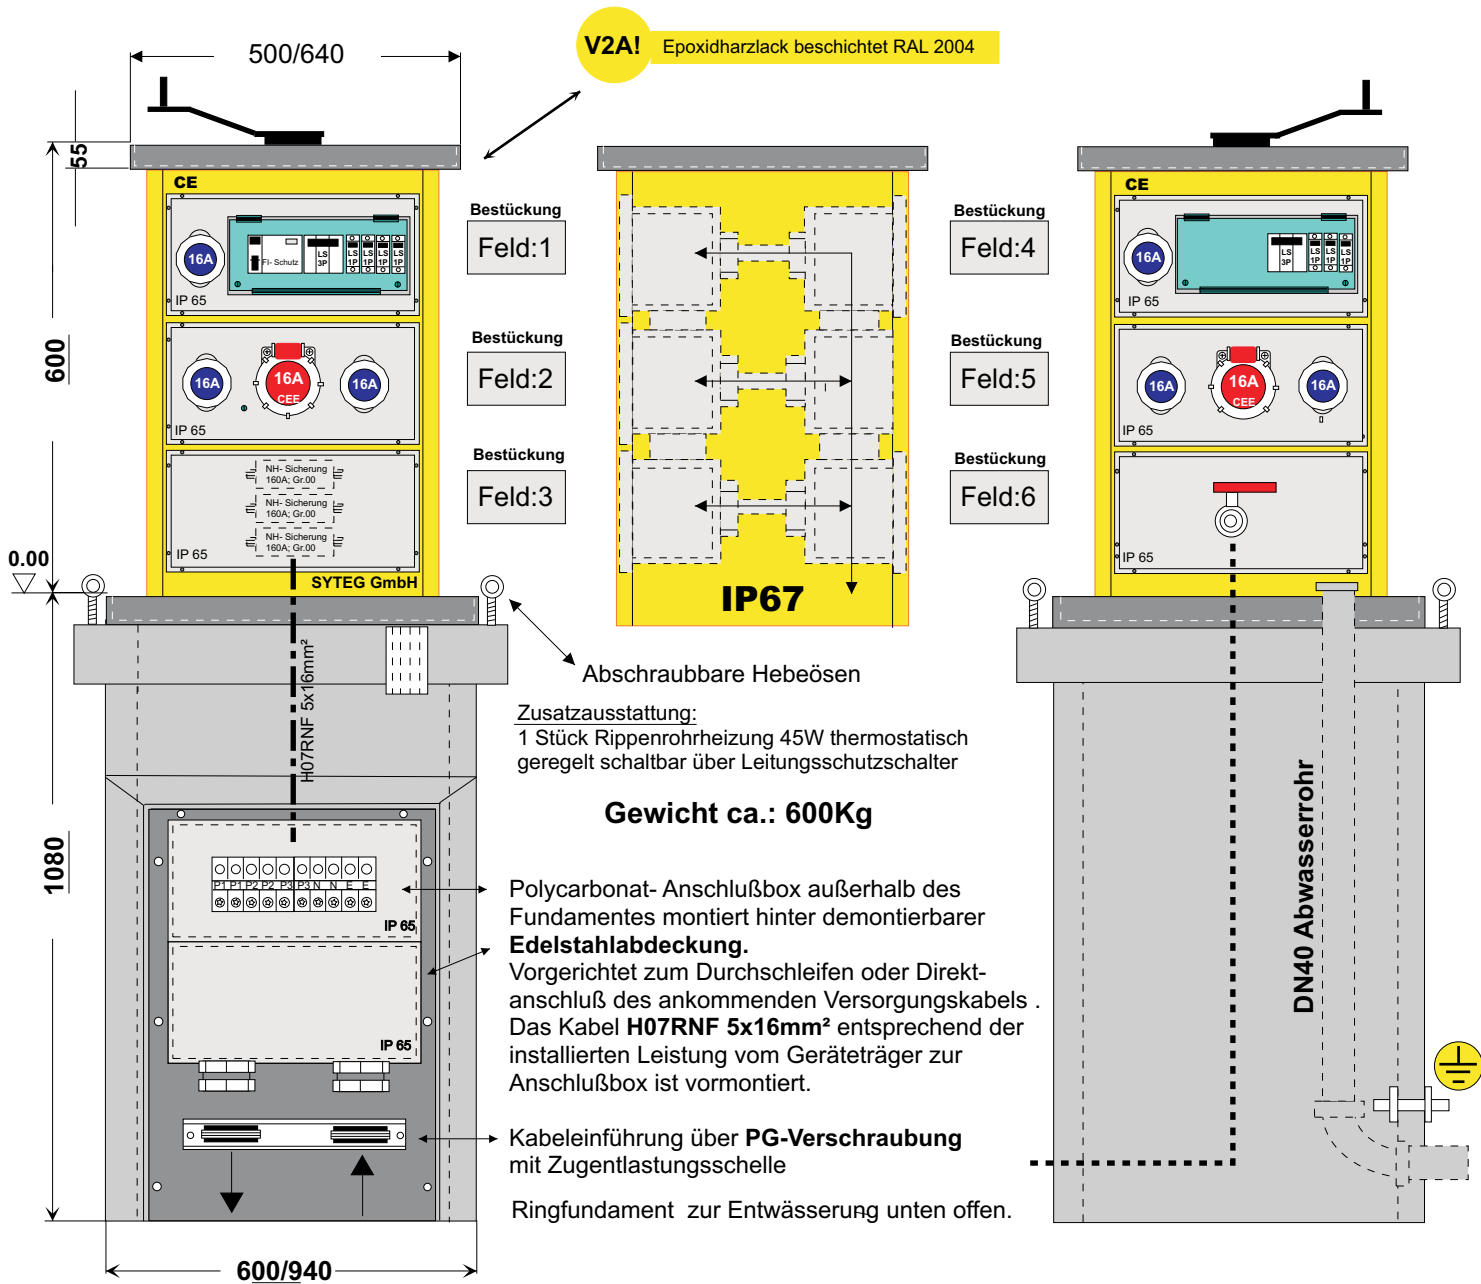 V2A!
Epoxidharzlack beschichtet RAL 2004
500/640
55
600
0.00
1080
600/940
CE
16A
FI- Schutz
LS
3P
LS
1P
LS
1P
LS
1P
LS
1P
IP 65
16A
16A
CEE
16A
IP 65
NH- Sicherung
160A; Gr.00
NH- Sicherung
160A; Gr.00
NH- Sicherung
160A; Gr.00
IP 65
SYTEG GmbH
H07RNF 5x16mm²
P1 P1 P2 P2 P3 P3 N N E E
IP 65
IP 65
Bestückung
Feld:1
Bestückung
Feld:2
Bestückung
Feld:3
IP67
Bestückung
Feld:4
Bestückung
Feld:5
Bestückung
Feld:6
CE
16A
LS
3P
LS
1P
LS
1P
LS
1P
IP 65
16A
16A
CEE
16A
IP 65
IP 65
DN40 Abwasserrohr
Abschraubbare Hebeösen
Zusatzausstattung:
1 Stück Rippenrohrheizung 45W thermostatisch
geregelt schaltbar über Leitungsschutzschalter
Gewicht ca.: 600Kg
Polycarbonat- Anschlußbox außerhalb des
Fundamentes montiert hinter demontierbarer
Edelstahlabdeckung.
Vorgerichtet zum Durchschleifen oder Direkt-
anschluß des ankommenden Versorgungskabels .
Das Kabel H07RNF 5x16mm² entsprechend der
installierten Leistung vom Geräteträger zur
Anschlußbox ist vormontiert.
Kabeleinführung über PG-Verschraubung
mit Zugentlastungsschelle
Ringfundament zur Entwässerung unten offen.